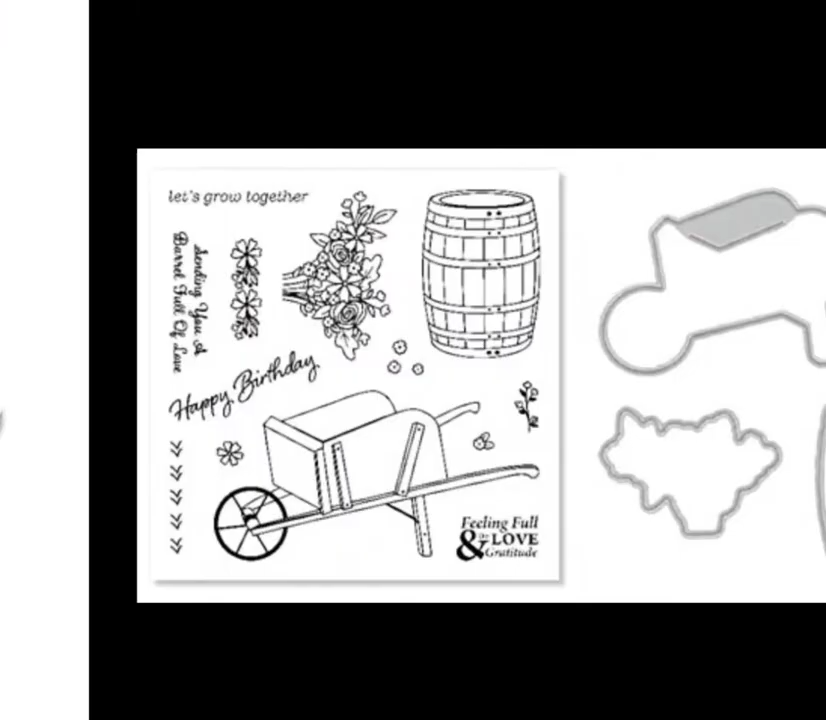 let's grow together
Sending You A
Barrel Full Of Love
Happy Birthday
Feeling Full
& LOVE
Gratitude